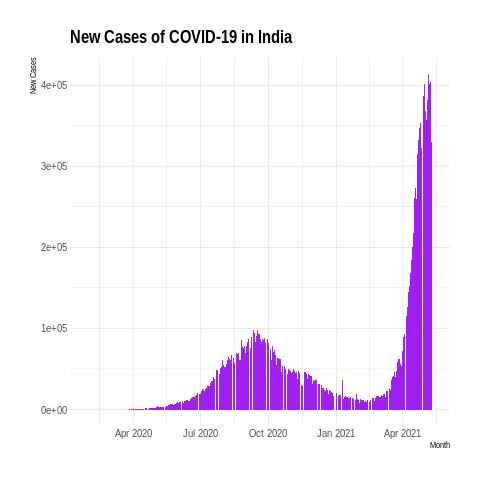 New Cases of COVID-19 in India
New Cases
4e+05
3e+05
2e+05
1e+05
0e+00
Apr 2020 Jul 2020 Oct 2020 Jan 2021 Apr 2021
Month